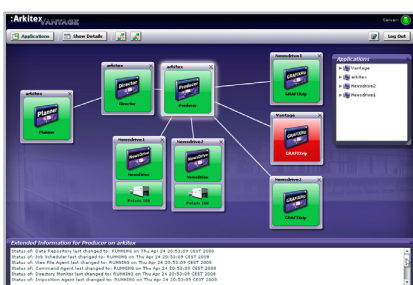 :Arkitex VANTAGE
Server:
Applications
Show Details
Log Out
arkitex
Planner
Planner
arkitex
Director
Director
arkitex
Producer
Producer
Newsdrive1
GRAFIXRip
GRAFIXRip
Vantage
GRAFIXRip
GRAFIXRip
Newsdrive2
GRAFIXRip
GRAFIXRip
Newsdrive1
NewsDrive
NewsDrive
Polaris 100
Newsdrive2
NewsDrive
NewsDrive
Polaris 100
Applications
Vantage
arkitex
Newsdrive2
Newsdrive1
Extended Information for Producer on arkitex
Status of: Data Repository last changed to: RUNNING on Thu Apr 24 20:53:09 CEST 2008
Status of: Job Scheduler last changed to: RUNNING on Thu Apr 24 20:53:09 CEST 2008
Status of: View File Agent last changed to: RUNNING on Thu Apr 24 20:53:09 CEST 2008
Status of: Command Agent last changed to: RUNNING on Thu Apr 24 20:53:09 CEST 2008
Status of: Directory Monitor last changed to: RUNNING on Thu Apr 24 20:53:09 CEST 2008
Status of: Imposition Agent last changed to: RUNNING on Thu Apr 24 20:53:09 CEST 2008